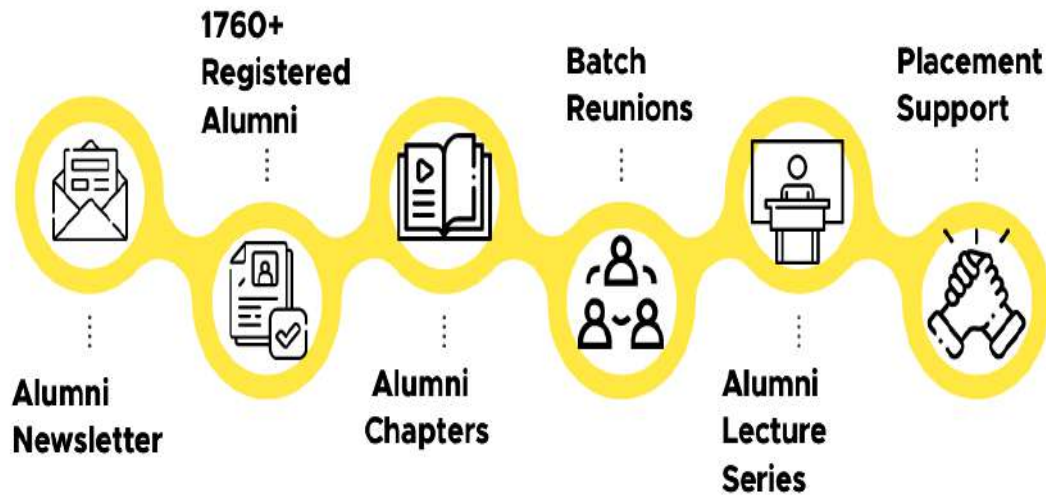 1760+
Registered
Alumni
Batch
Reunions
Placement
Support
Alumni
Newsletter
Alumni
Chapters
Alumni
Lecture
Series